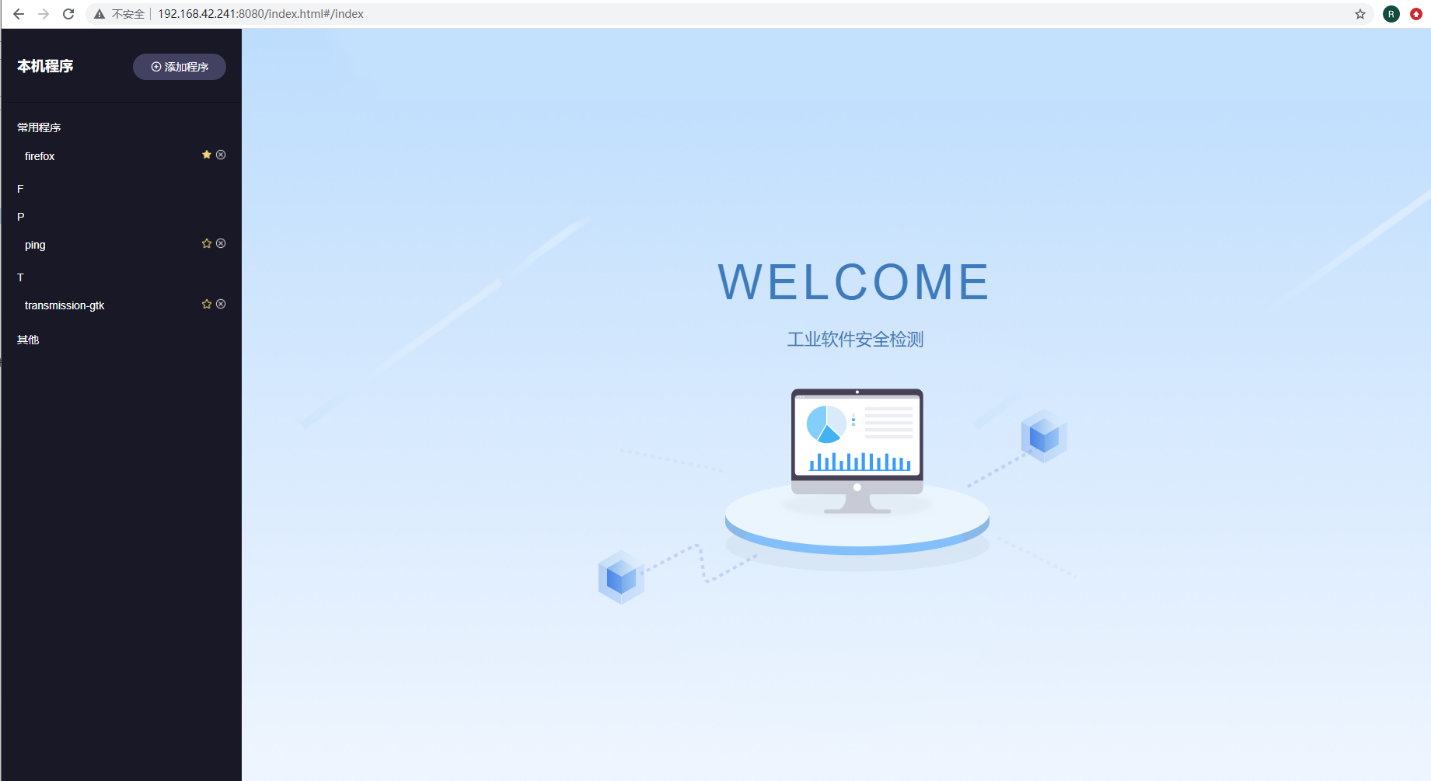 不安全 192.168.42.241:8080/index.html#/index
R
本机程序
添加程序
常用程序
firefox
F
P
ping
T
transmission-gtk
其他
WELCOME
工业软件安全检测